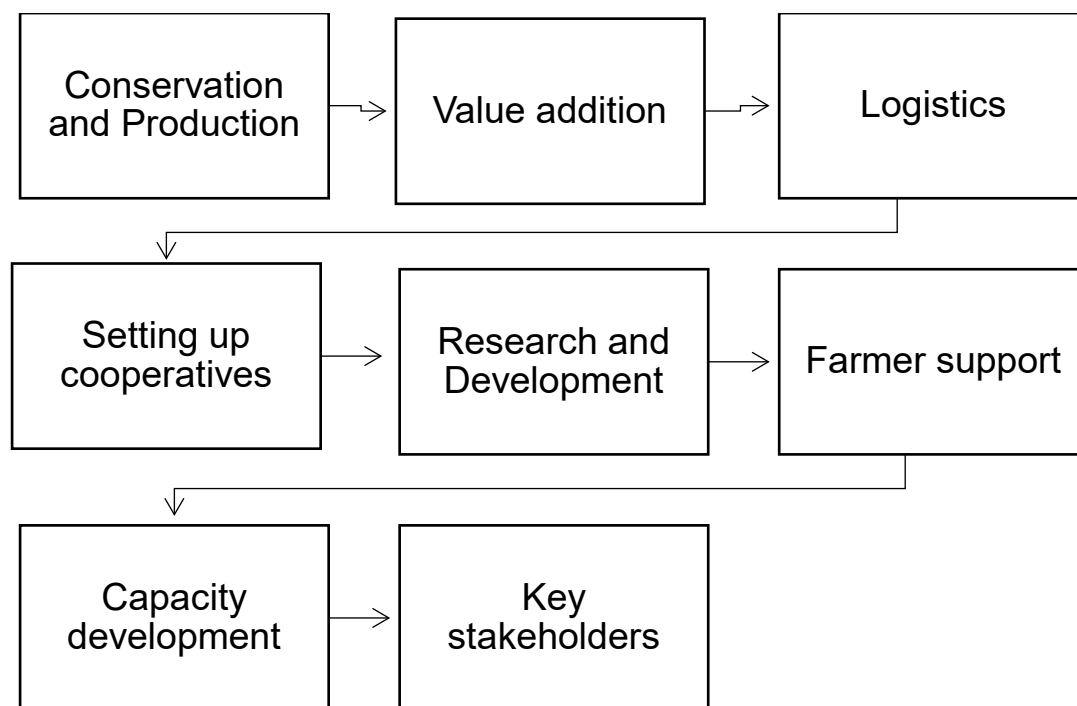 Conservation
and Production
Value addition
Logistics
Setting up
cooperatives
Research and
Development
Farmer support
Capacity
development
Key
stakeholders